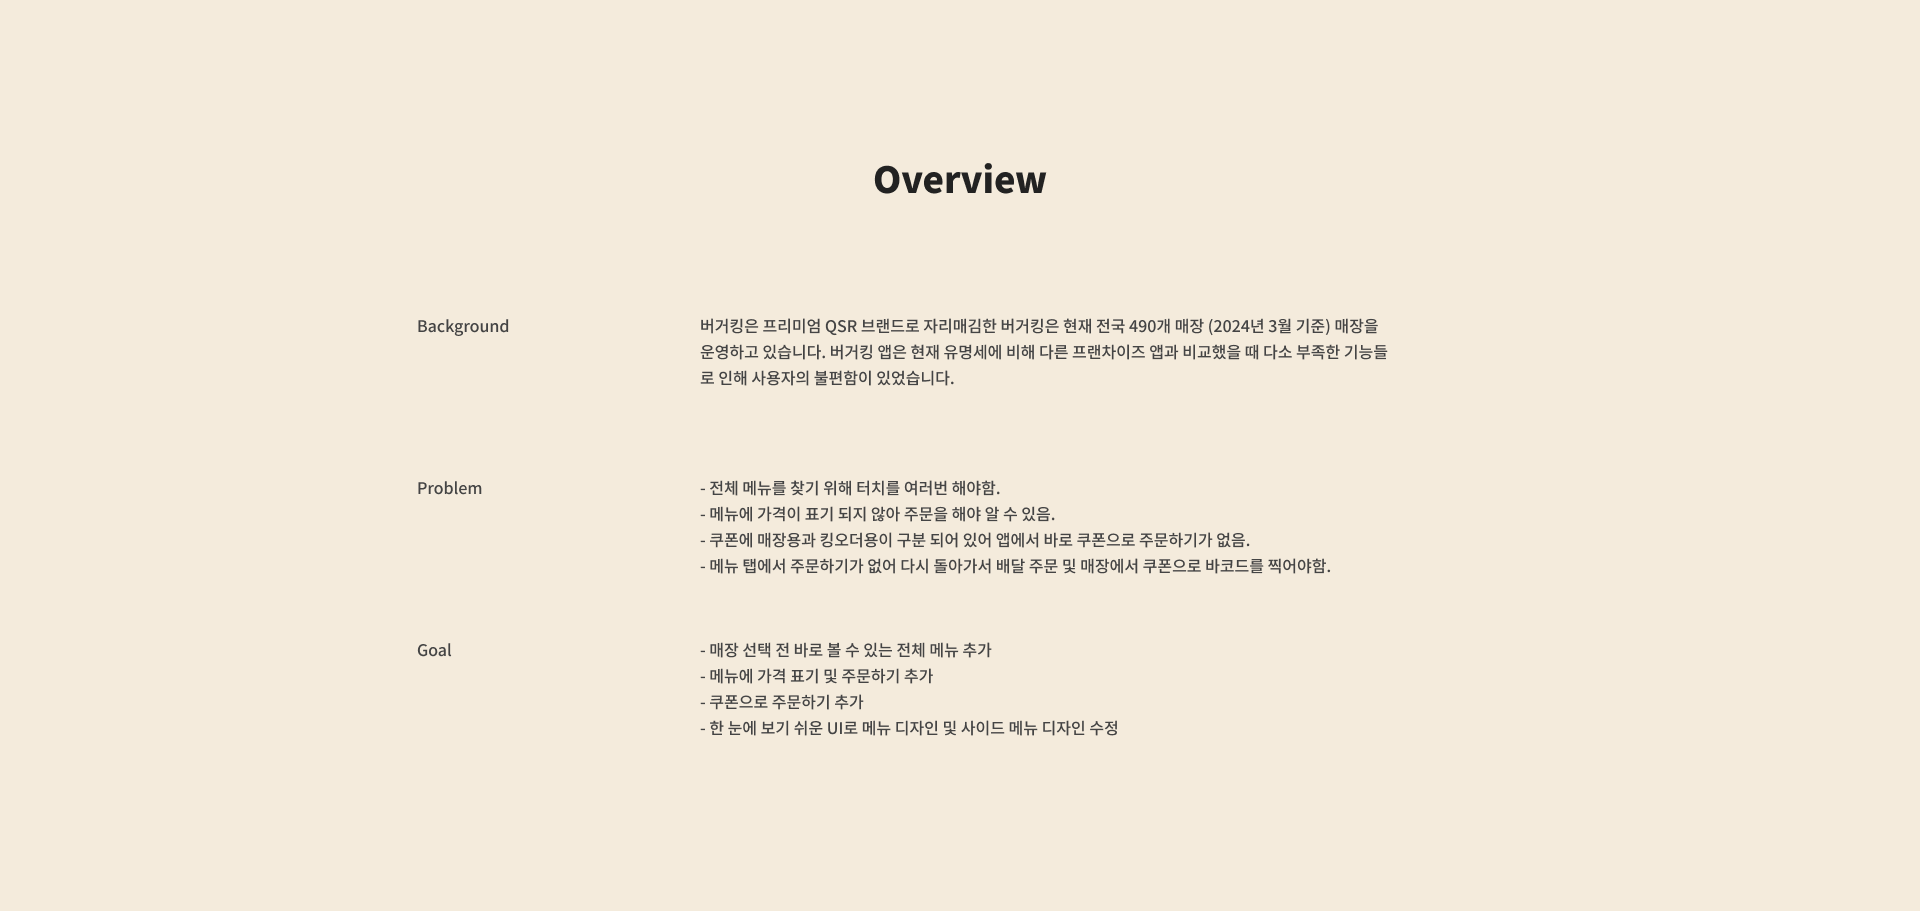 Overview
Background
버거킹은 프리미엄 QSR 브랜드로 자리매김한 버거킹은 현재 전국 490개 매장 (2024년 3월 기준) 매장을
운영하고 있습니다. 버거킹 앱은 현재 유명세에 비해 다른 프랜차이즈 앱과 비교했을 때 다소 부족한 기능들
로 인해 사용자의 불편함이 있었습니다.
Problem
- 전체 메뉴를 찾기 위해 터치를 여러번 해야함.
- 메뉴에 가격이 표기 되지 않아 주문을 해야 알 수 있음.
- 쿠폰에 매장용과 킹오더용이 구분 되어 있어 앱에서 바로 쿠폰으로 주문하기가 없음.
- 메뉴 탭에서 주문하기가 없어 다시 돌아가서 배달 주문 및 매장에서 쿠폰으로 바코드를 찍어야함.
Goal
- 매장 선택 전 바로 볼 수 있는 전체 메뉴 추가
- 메뉴에 가격 표기 및 주문하기 추가
- 쿠폰으로 주문하기 추가
- 한 눈에 보기 쉬운 UI로 메뉴 디자인 및 사이드 메뉴 디자인 수정